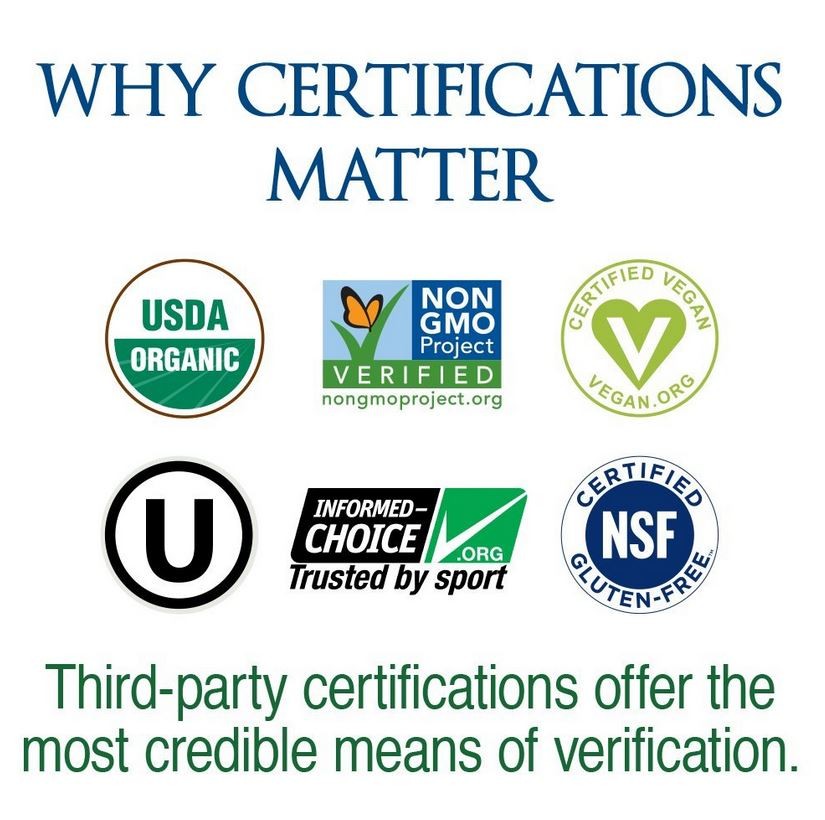 WHY CERTIFICATIONS
MATTER
USDA
ORGANIC
NON
GMO
Project
VERIFIED
nongmoproject.org
CERTIFIED VEGAN
V
VEGAN.ORG
U
INFORMED-
CHOICE
.ORG
Trusted by sport
CERTIFIED
NSF
GLUTEN-FREE™
Third-party certifications offer the
most credible means of verification.